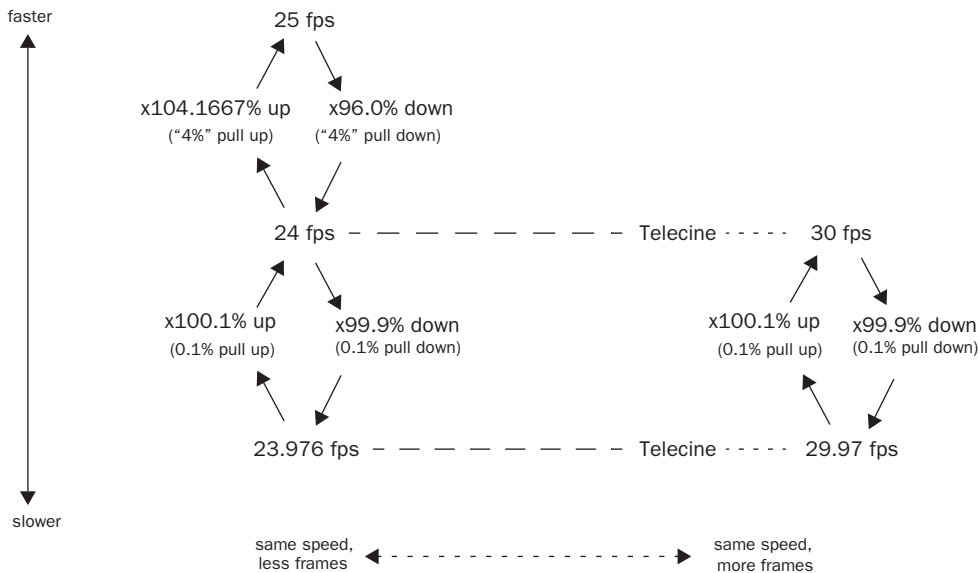 faster
25 fps
x104.1667% up
(“4%” pull up)
x96.0% down
(“4%” pull down)
24 fps
Telecine
30 fps
x100.1% up
(0.1% pull up)
x99.9% down
(0.1% pull down)
x100.1% up
(0.1% pull up)
x99.9% down
(0.1% pull down)
23.976 fps
Telecine
29.97 fps
slower
same speed,
less frames
same speed,
more frames